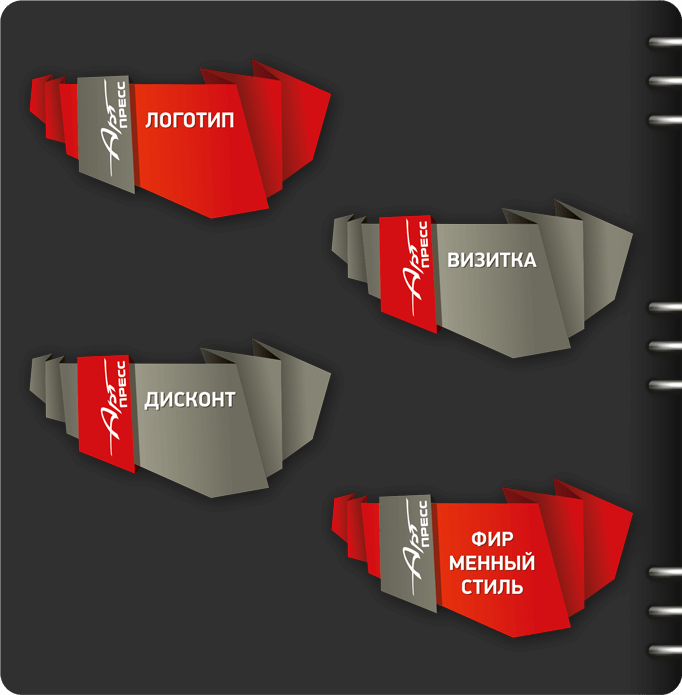 Арт
ПРЕСС
ЛОГОТИП
Арт
ПРЕСС
ВИЗИТКА
Арт
ПРЕСС
ДИСКОНТ
Арт
ПРЕСС
ФИР
МЕННЫЙ
СТИЛЬ